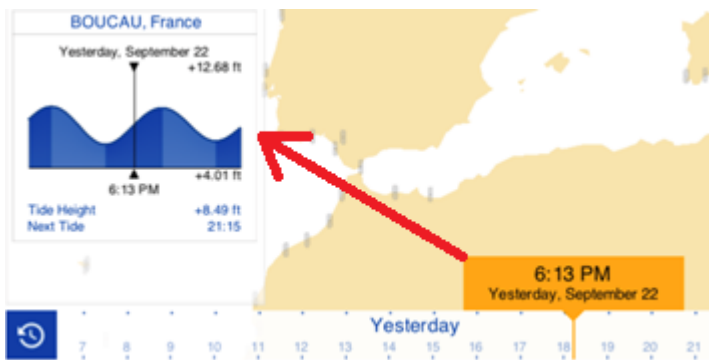 BOUCAU, France
Yesterday, September 22
+12.68 ft
+4.01 ft
6:13 PM
Tide Height +8.49 ft
Next Tide 21:15
6:13 PM
Yesterday, September 22
Yesterday
7 8 9 10 11 12 13 14 15 16 17 18 19 20 21